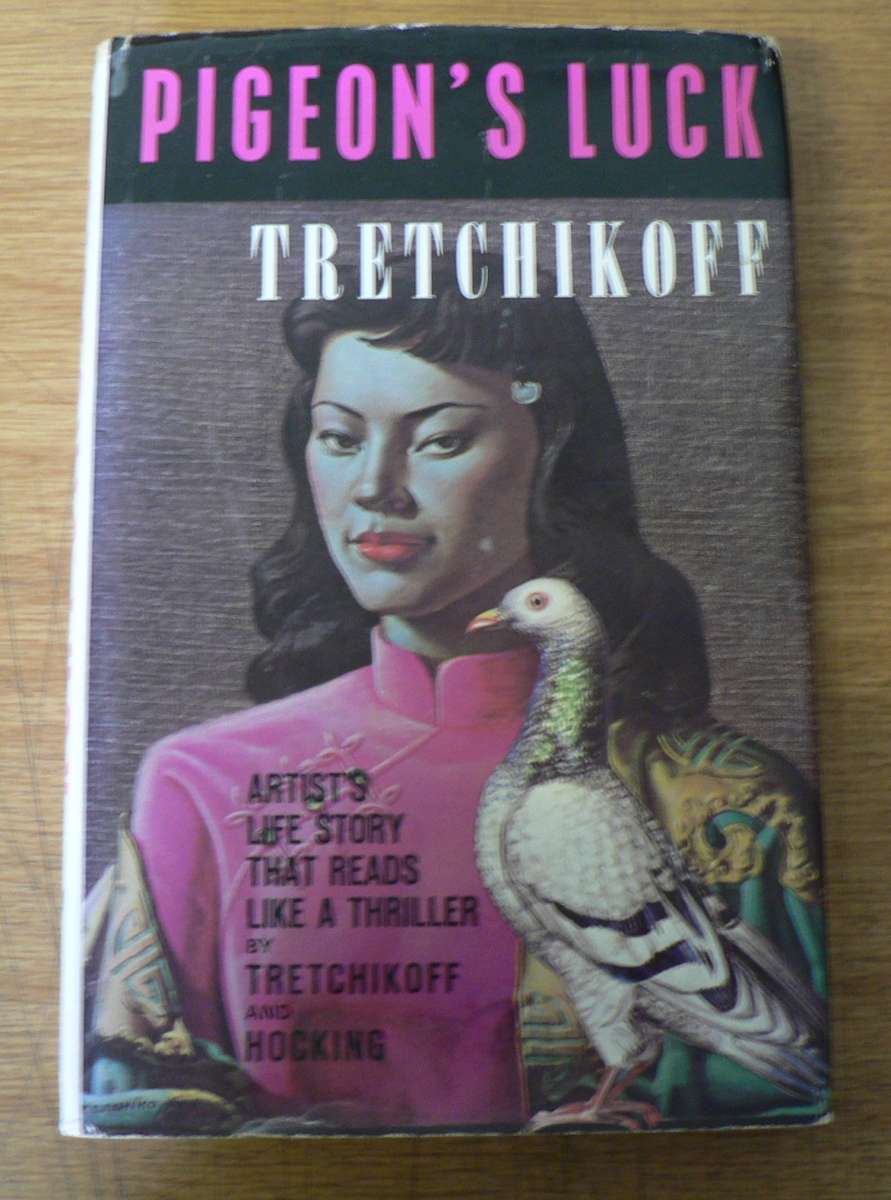 PIGEON'S LUCK
TRETCHIKOFF
ARTIST'S
LIFE STORY
THAT READS
LIKE A THRILLER
BY
TRETCHIKOFF
AND
HOCKING